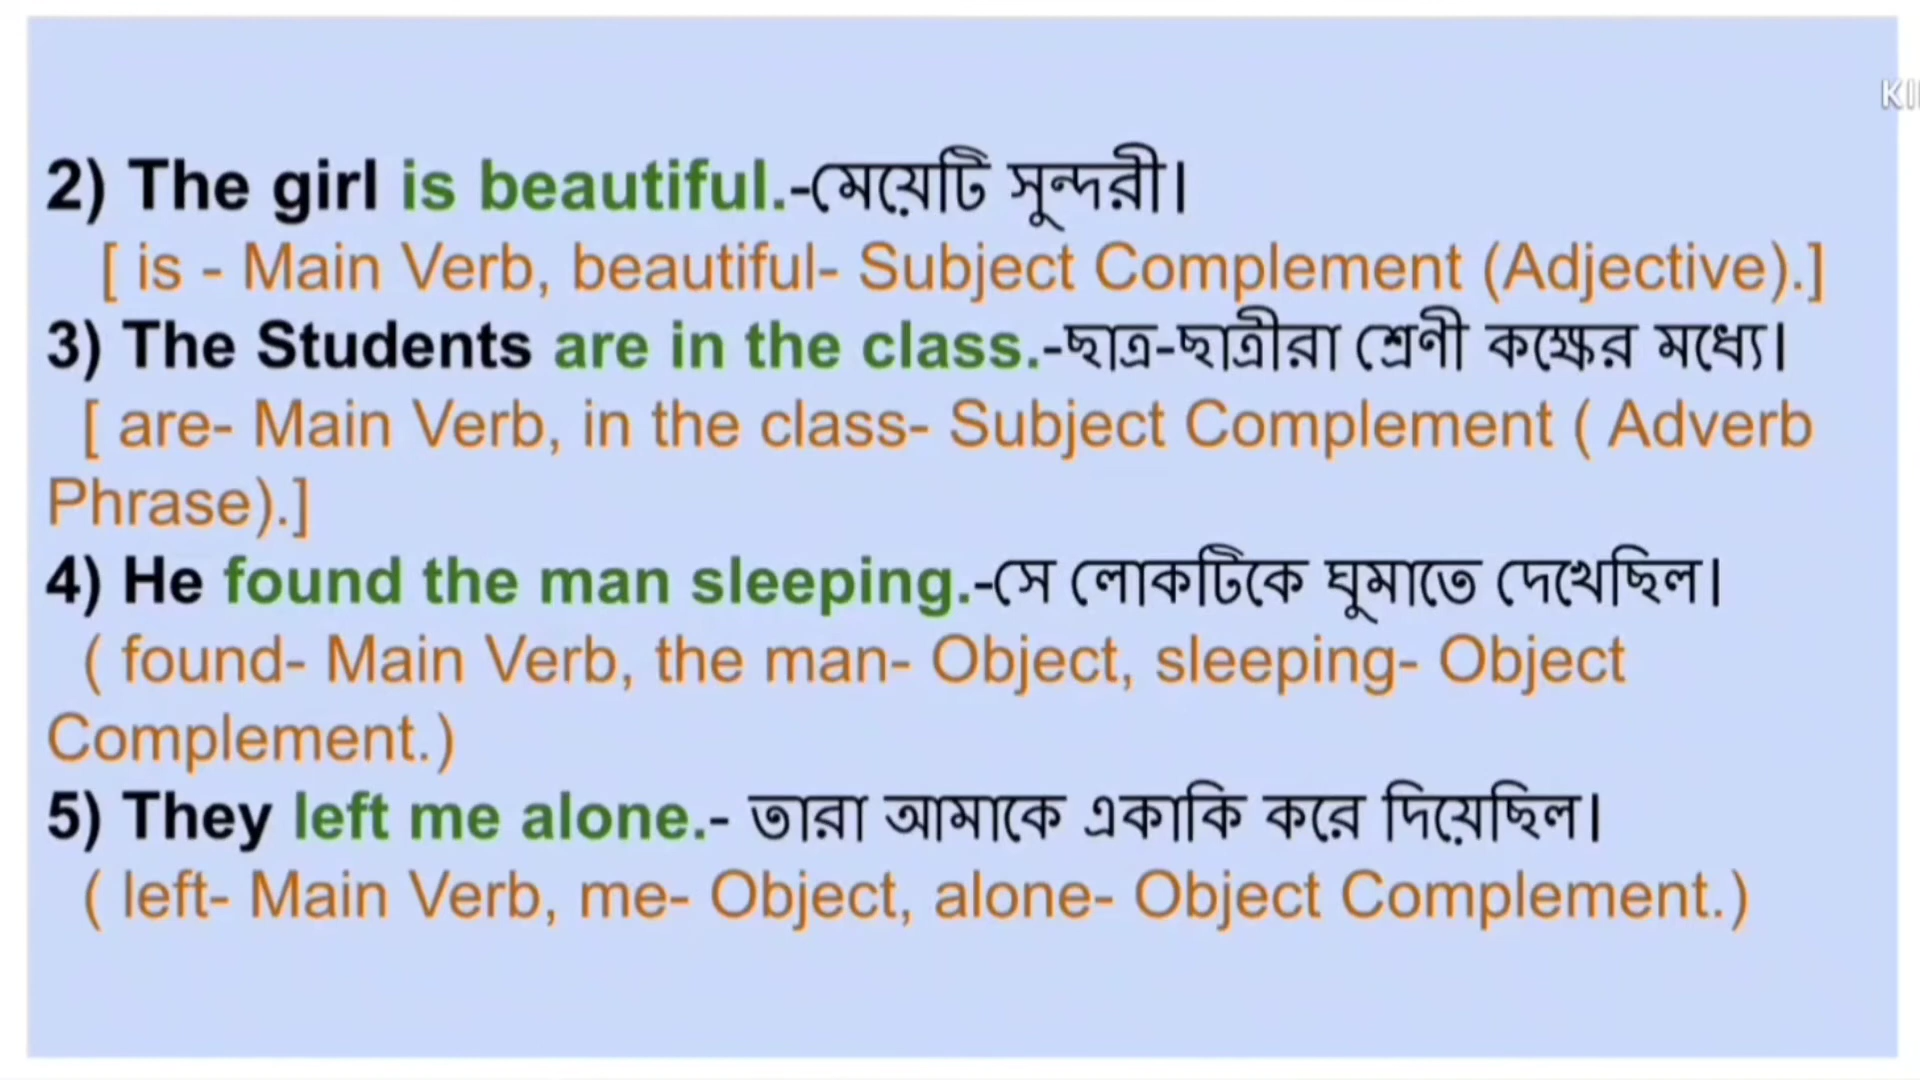 2) The girl is beautiful.-মেয়েটি সুন্দরী।
[ is - Main Verb, beautiful- Subject Complement (Adjective).]
3) The Students are in the class.-ছাত্র-ছাত্রীরা শ্রেণী কক্ষের মধ্যে।
[ are- Main Verb, in the class- Subject Complement ( Adverb
Phrase).]
4) He found the man sleeping.-সে লোকটিকে ঘুমাতে দেখেছিল।
( found- Main Verb, the man- Object, sleeping- Object
Complement.)
5) They left me alone.- তারা আমাকে একাকি করে দিয়েছিল।
( left- Main Verb, me- Object, alone- Object Complement.)